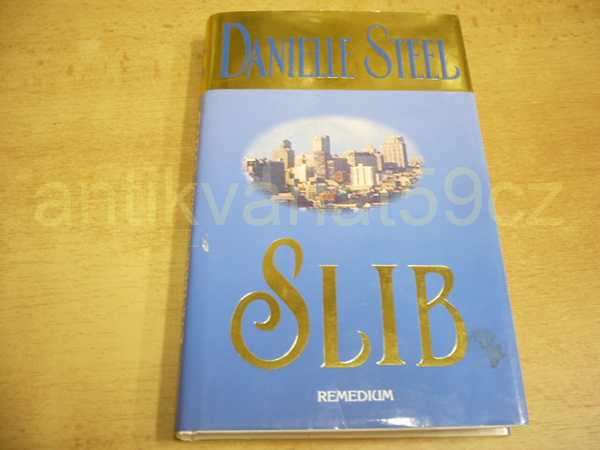 DANIELLE STEEL
antikvariat59cz
SLIB
REMEDIUM